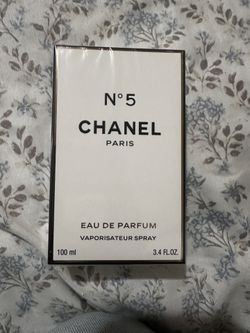 N°5
CHANEL
PARIS
EAU DE PARFUM
VAPORISATEUR SPRAY
100 ml 3.4 FL.OZ.